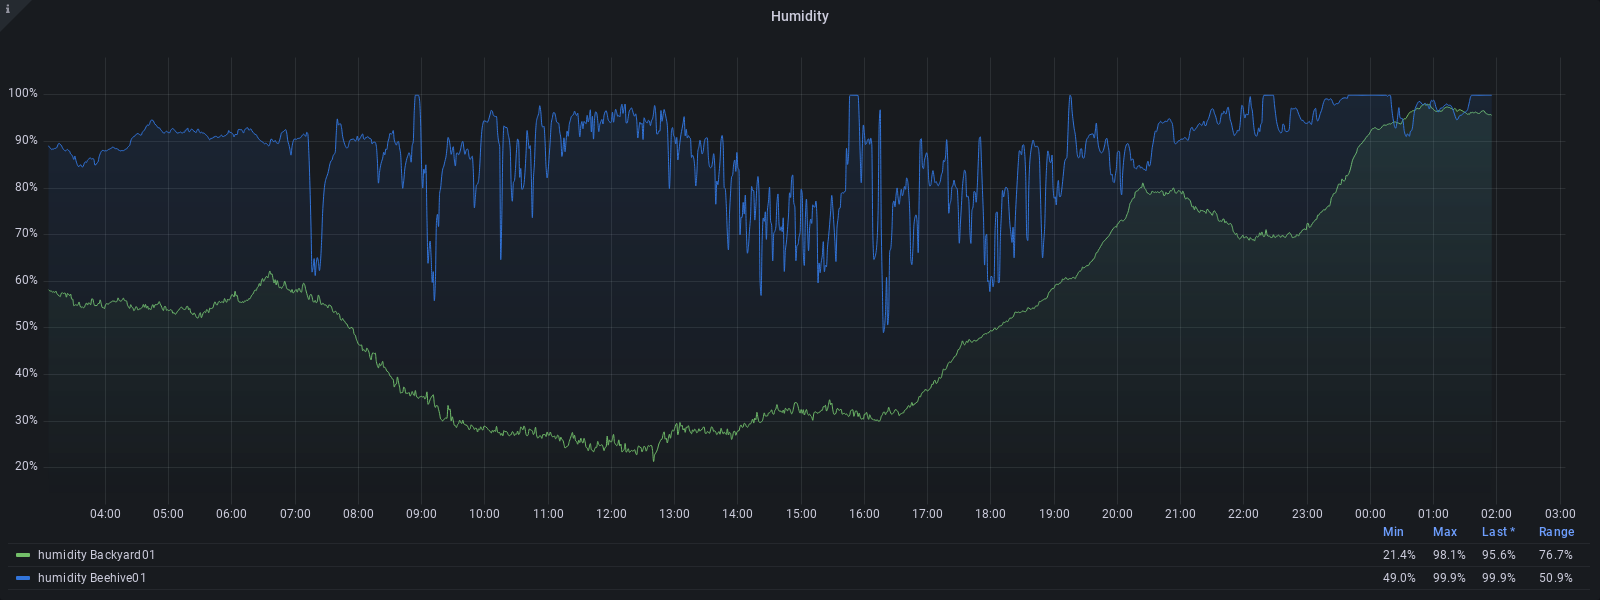 i
Humidity
100%
90%
80%
70%
60%
50%
40%
30%
20%
04:00 05:00 06:00 07:00 08:00 09:00 10:00 11:00 12:00 13:00 14:00 15:00 16:00 17:00 18:00 19:00 20:00 21:00 22:00 23:00 00:00 01:00 02:00 03:00
Min Max Last * Range
humidity Backyard01 21.4% 98.1% 95.6% 76.7%
humidity Beehive01 49.0% 99.9% 99.9% 50.9%